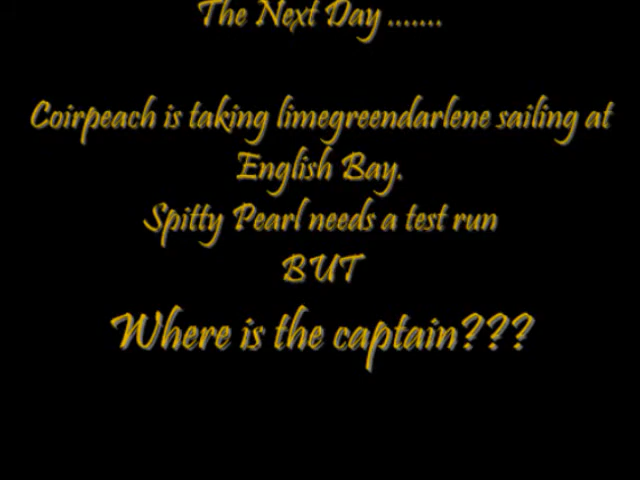 The Next Day .......
Coirpeach is taking limegreendarlene sailing at
English Bay.
Spitty Pearl needs a test run
BUT
Where is the captain???